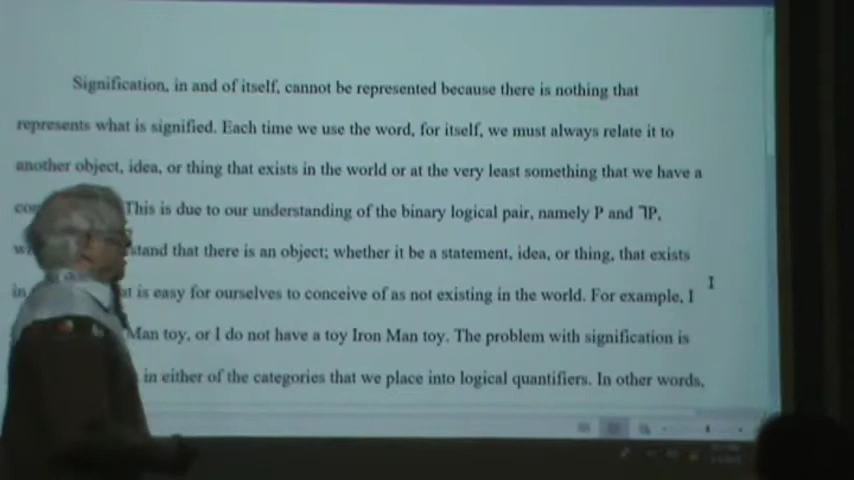 Signification, in and of itself, cannot be represented because there is nothing that
represents what is signified. Each time we use the word, for itself, we must always relate it to
another object, idea, or thing that exists in the world or at the very least something that we have a
This is due to our understanding of the binary logical pair, namely P and ℸP,
that there is an object; whether it be a statement, idea, or thing, that exists
in is easy for ourselves to conceive of as not existing in the world. For example, I
Man toy, or I do not have a toy Iron Man toy. The problem with signification is
in either of the categories that we place into logical quantifiers. In other words,